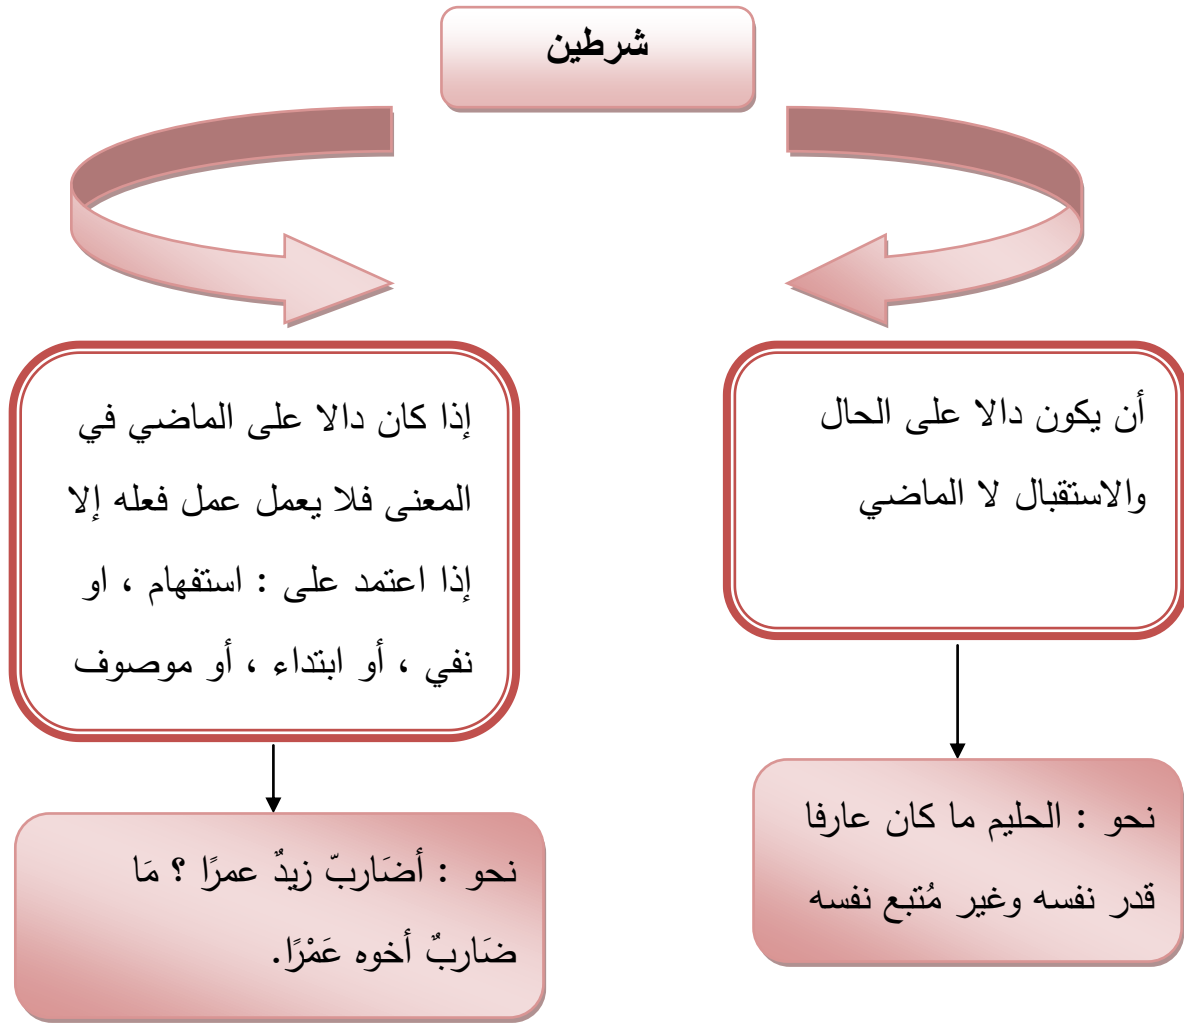 شرطين
أن يكون دالا على الحال
والاستقبال لا الماضي
نحو : الحليم ما كان عارفا
قدر نفسه وغير مُتبع نفسه
إذا كان دالا على الماضي في
المعنى فلا يعمل عمل فعله إلا
إذا اعتمد على : استفهام ، او
نفي ، أو ابتداء ، أو موصوف
نحو : أضَاربّ زيدٌ عمرًا ؟ مَا
ضَاربٌ أخوه عَمْرًا.